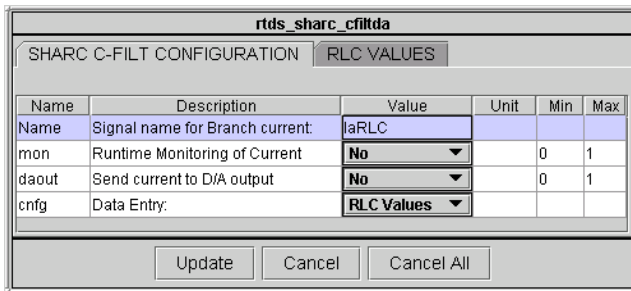 rtds_sharc_cfiltda
SHARC C-FILT CONFIGURATION RLC VALUES
Name Description Value Unit Min Max
Name Signal name for Branch current: IaRLC
mon Runtime Monitoring of Current No 0 1
daout Send current to D/A output No 0 1
cnfg Data Entry: RLC Values
Update Cancel Cancel All